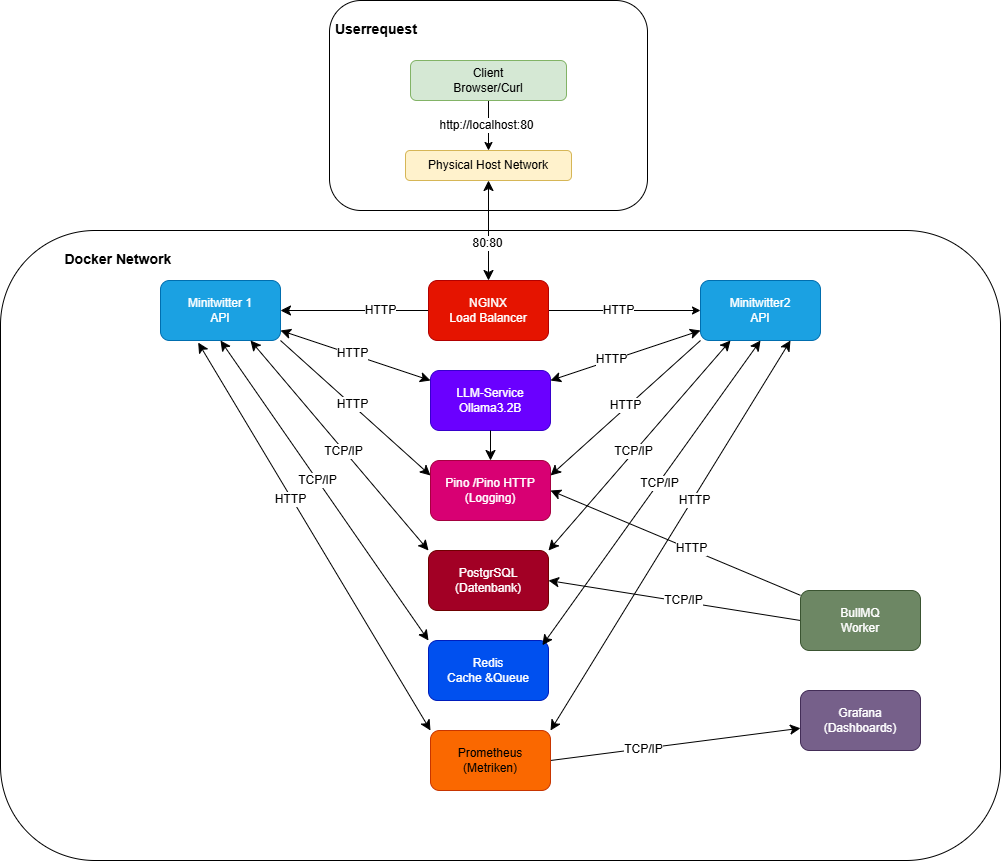 Userrequest
Client
Browser/Curl
http://localhost:80
Physical Host Network
80:80
Docker Network
Minitwitter 1
API
HTTP
NGINX
Load Balancer
HTTP
Minitwitter2
API
HTTP
HTTP
LLM-Service
Ollama3.2B
HTTP
HTTP
TCP/IP
TCP/IP
TCP/IP
TCP/IP
HTTP
HTTP
Pino /Pino HTTP
(Logging)
HTTP
PostgrSQL
(Datenbank)
TCP/IP
BullMQ
Worker
Redis
Cache &Queue
Grafana
(Dashboards)
Prometheus
(Metriken)
TCP/IP